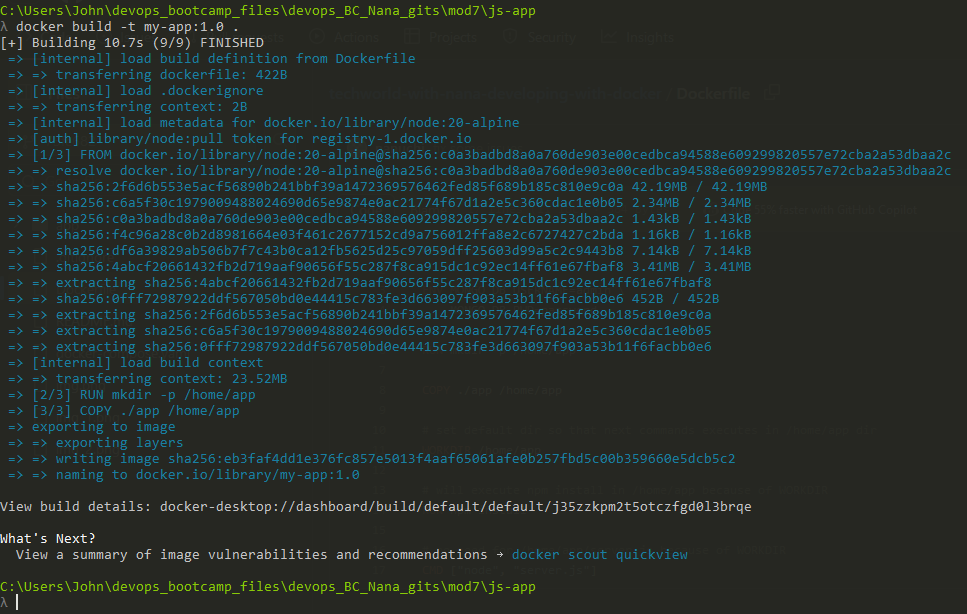 C:\Users\John\devops_bootcamp_files\devops_BC_Nana_gits\mod7\js-app
λ docker build -t my-app:1.0 .
[+] Building 10.7s (9/9) FINISHED
=> [internal] load build definition from Dockerfile
=> => transferring dockerfile: 422B
=> [internal] load .dockerignore
=> => transferring context: 2B
=> [internal] load metadata for docker.io/library/node:20-alpine
=> [auth] library/node:pull token for registry-1.docker.io
=> [1/3] FROM docker.io/library/node:20-alpine@sha256:c0a3badbd8a0a760de903e00cedbca94588e609299820557e72cba2a53dbaa2c
=> => resolve docker.io/library/node:20-alpine@sha256:c0a3badbd8a0a760de903e00cedbca94588e609299820557e72cba2a53dbaa2c
=> => sha256:2f6d6b553e5acf56890b241bbf39a1472369576462fed85f689b185c810e9c0a 42.19MB / 42.19MB
=> => sha256:c6a5f30c1979009488024690d65e9874e0ac21774f67d1a2e5c360cdac1e0b05 2.34MB / 2.34MB
=> => sha256:c0a3badbd8a0a760de903e00cedbca94588e609299820557e72cba2a53dbaa2c 1.43kB / 1.43kB
=> => sha256:f4c96a28c0b2d8981664e03f461c2677152cd9a756012ffa8e2c6727427c2bda 1.16kB / 1.16kB
=> => sha256:df6a39829ab506b7f7c43b0ca12fb5625d25c97059dff25603d99a5c2c9443b8 7.14kB / 7.14kB
=> => sha256:4abcf20661432fb2d719aaf90656f55c287f8ca915dc1c92ec14ff61e67fbaf8 3.41MB / 3.41MB
=> => extracting sha256:4abcf20661432fb2d719aaf90656f55c287f8ca915dc1c92ec14ff61e67fbaf8
=> => sha256:0fff72987922ddf567050bd0e44415c783fe3d663097f903a53b11f6facbb0e6 452B / 452B
=> => extracting sha256:2f6d6b553e5acf56890b241bbf39a1472369576462fed85f689b185c810e9c0a
=> => extracting sha256:c6a5f30c1979009488024690d65e9874e0ac21774f67d1a2e5c360cdac1e0b05
=> => extracting sha256:0fff72987922ddf567050bd0e44415c783fe3d663097f903a53b11f6facbb0e6
=> [internal] load build context
=> => transferring context: 23.52MB
=> [2/3] RUN mkdir -p /home/app
=> [3/3] COPY ./app /home/app
=> exporting to image
=> => exporting layers
=> => writing image sha256:eb3faf4dd1e376fc857e5013f4aaf65061afe0b257fbd5c00b359660e5dcb5c2
=> => naming to docker.io/library/my-app:1.0
View build details: docker-desktop://dashboard/build/default/default/j35zzkpm2t5otczfgd0l3brqe
What's Next?
View a summary of image vulnerabilities and recommendations → docker scout quickview
C:\Users\John\devops_bootcamp_files\devops_BC_Nana_gits\mod7\js-app
λ